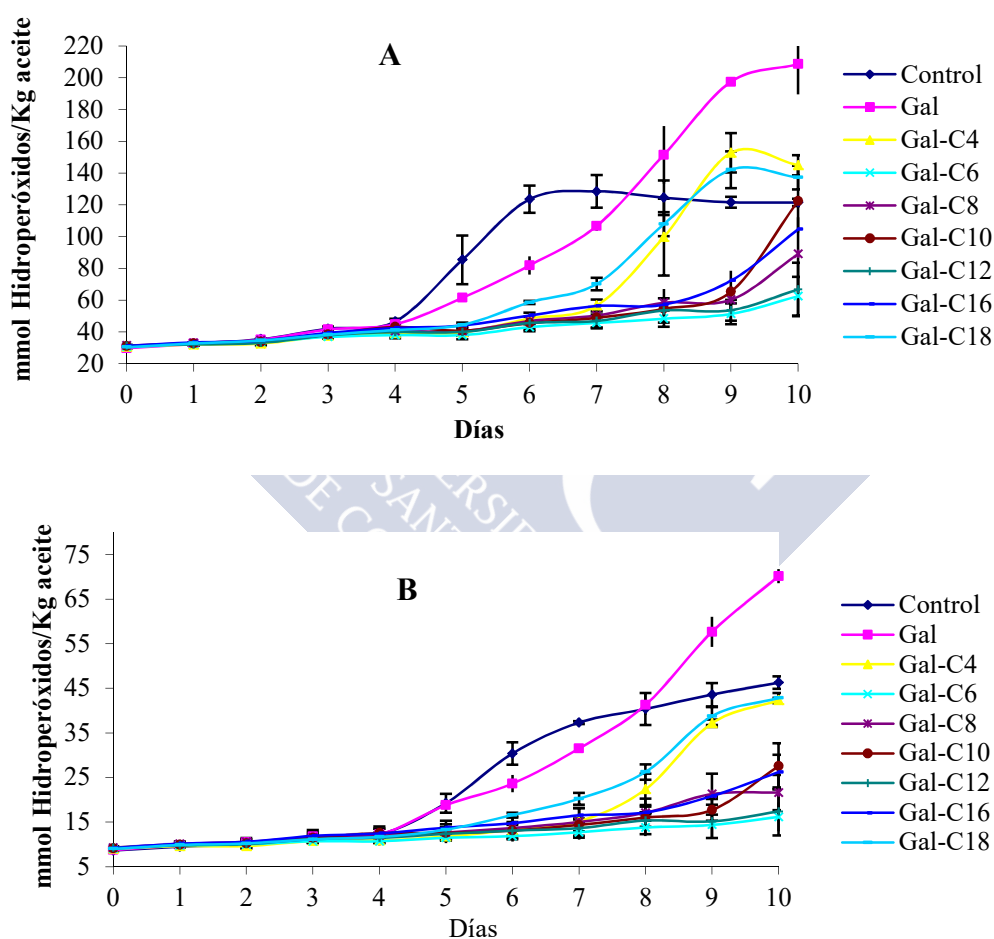 A
mmol Hidroperóxidos/Kg aceite
220
200
180
160
140
120
100
80
60
40
20
0 1 2 3 4 5 6 7 8 9 10
Días
Control
Gal
Gal-C4
Gal-C6
Gal-C8
Gal-C10
Gal-C12
Gal-C16
Gal-C18
B
mmol Hidroperóxidos/Kg aceite
75
65
55
45
35
25
15
5
0 1 2 3 4 5 6 7 8 9 10
Días
Control
Gal
Gal-C4
Gal-C6
Gal-C8
Gal-C10
Gal-C12
Gal-C16
Gal-C18